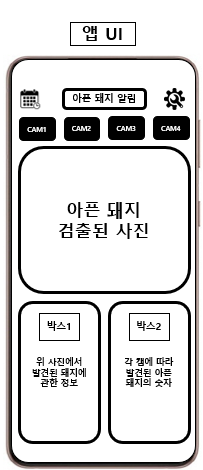 앱 UI
아픈 돼지 알림
CAM1
CAM2
CAM3
CAM4
아픈 돼지
검출된 사진
박스1
위 사진에서
발견된 돼지에
관한 정보
박스2
각 캠에 따라
발견된 아픈
돼지의 숫자